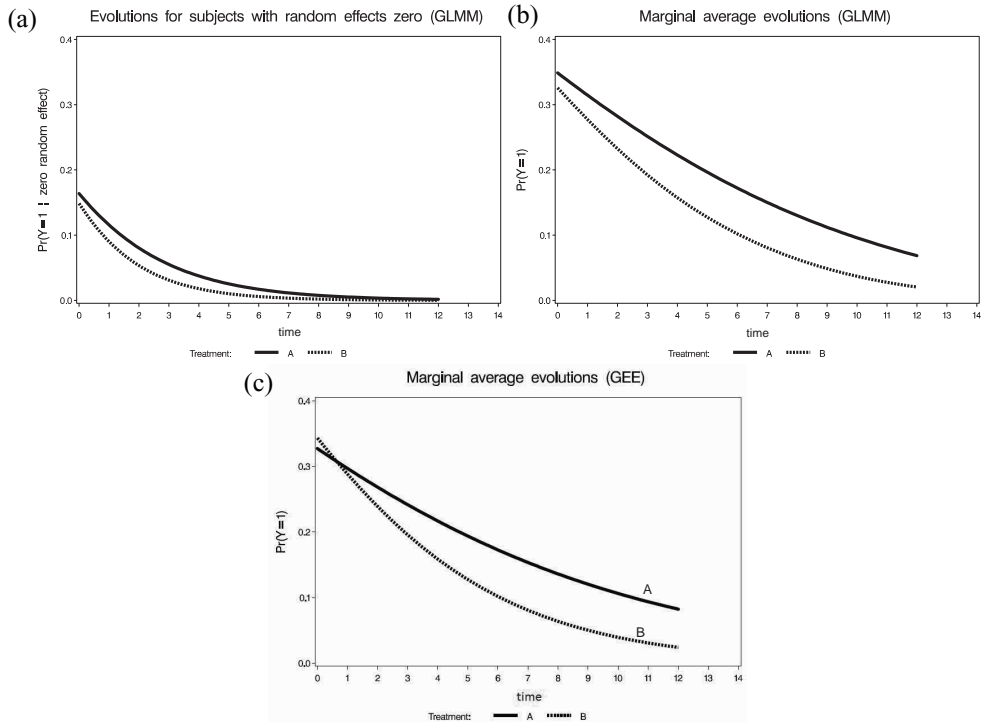 (a)
Evolutions for subjects with random effects zero (GLMM)
Pr(Y=1 ¦ zero random effect)
0.4
0.3
0.2
0.1
0.0
0 1 2 3 4 5 6 7 8 9 10 11 12 13 14
time
Treatment: A B
(b)
Marginal average evolutions (GLMM)
Pr(Y=1)
0.4
0.3
0.2
0.1
0.0
0 1 2 3 4 5 6 7 8 9 10 11 12 13 14
time
Treatment: A B
(c)
Marginal average evolutions (GEE)
Pr(Y=1)
0.4
0.3
0.2
0.1
0.0
A
B
0 1 2 3 4 5 6 7 8 9 10 11 12 13 14
time
Treatment: A B